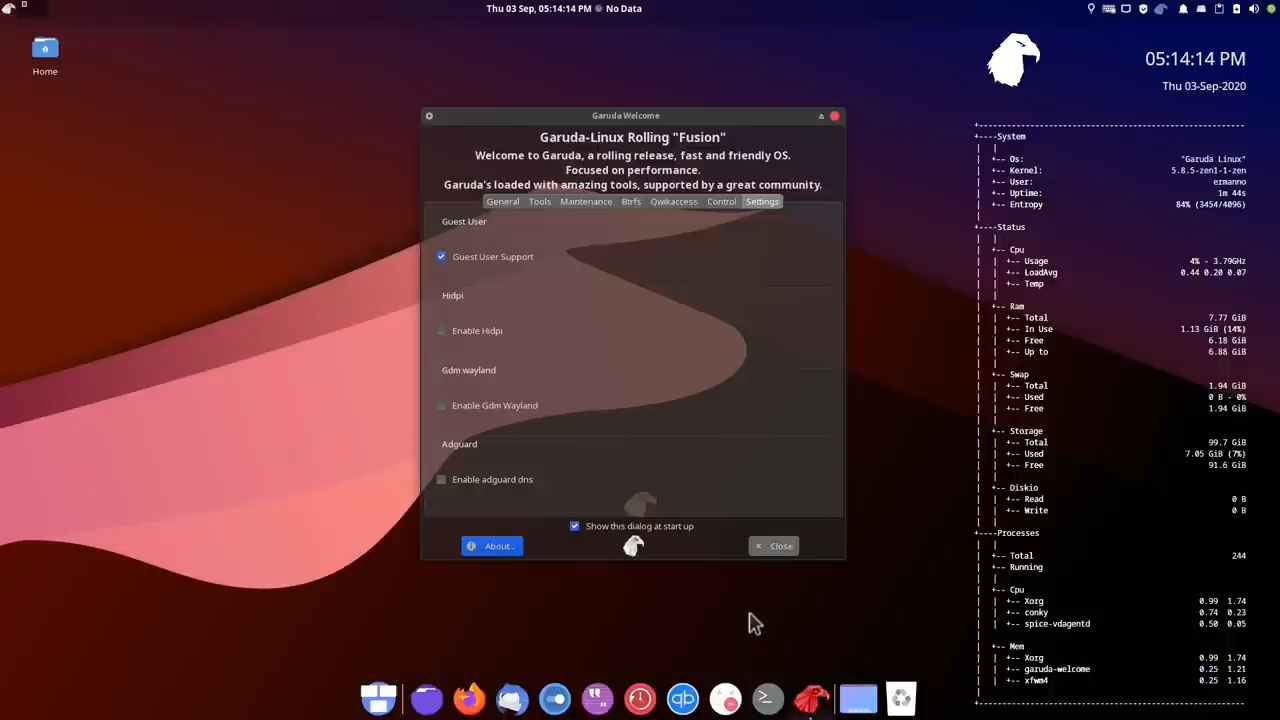 Thu 03 Sep, 05:14:14 PM No Data
Home
05:14:14 PM
Thu 03-Sep-2020
Garuda Welcome
Garuda-Linux Rolling "Fusion"
Welcome to Garuda, a rolling release, fast and friendly OS.
Focused on performance.
Garuda's loaded with amazing tools, supported by a great community.
General Tools Maintenance Btrfs Qwikaccess Control Settings
Guest User
Guest User Support
Hidpi
Enable Hidpi
Gdm wayland
Enable Gdm Wayland
Adguard
Enable adguard dns
Show this dialog at start up
About...
Close
System
Os: "Garuda Linux"
Kernel: 5.8.5-zen1-1-zen
User: ermanno
Uptime: 1m 44s
Entropy 84% (3454/4096)
Status
Cpu
Usage 4% - 3.79GHz
LoadAvg 0.44 0.20 0.07
Temp
Ram
Total 7.77 GiB
In Use 1.13 GiB (14%)
Free 6.18 GiB
Up to 6.88 GiB
Swap
Total 1.94 GiB
Used 0 B - 0%
Free 1.94 GiB
Storage
Total 99.7 GiB
Used 7.05 GiB (7%)
Free 91.6 GiB
Diskio
Read 0 B
Write 0 B
Processes
Total 244
Running
Cpu
Xorg 0.99 1.74
conky 0.74 0.23
spice-vdagentd 0.50 0.05
Mem
Xorg 0.99 1.74
garuda-welcome 0.25 1.21
xfwm4 0.25 1.16